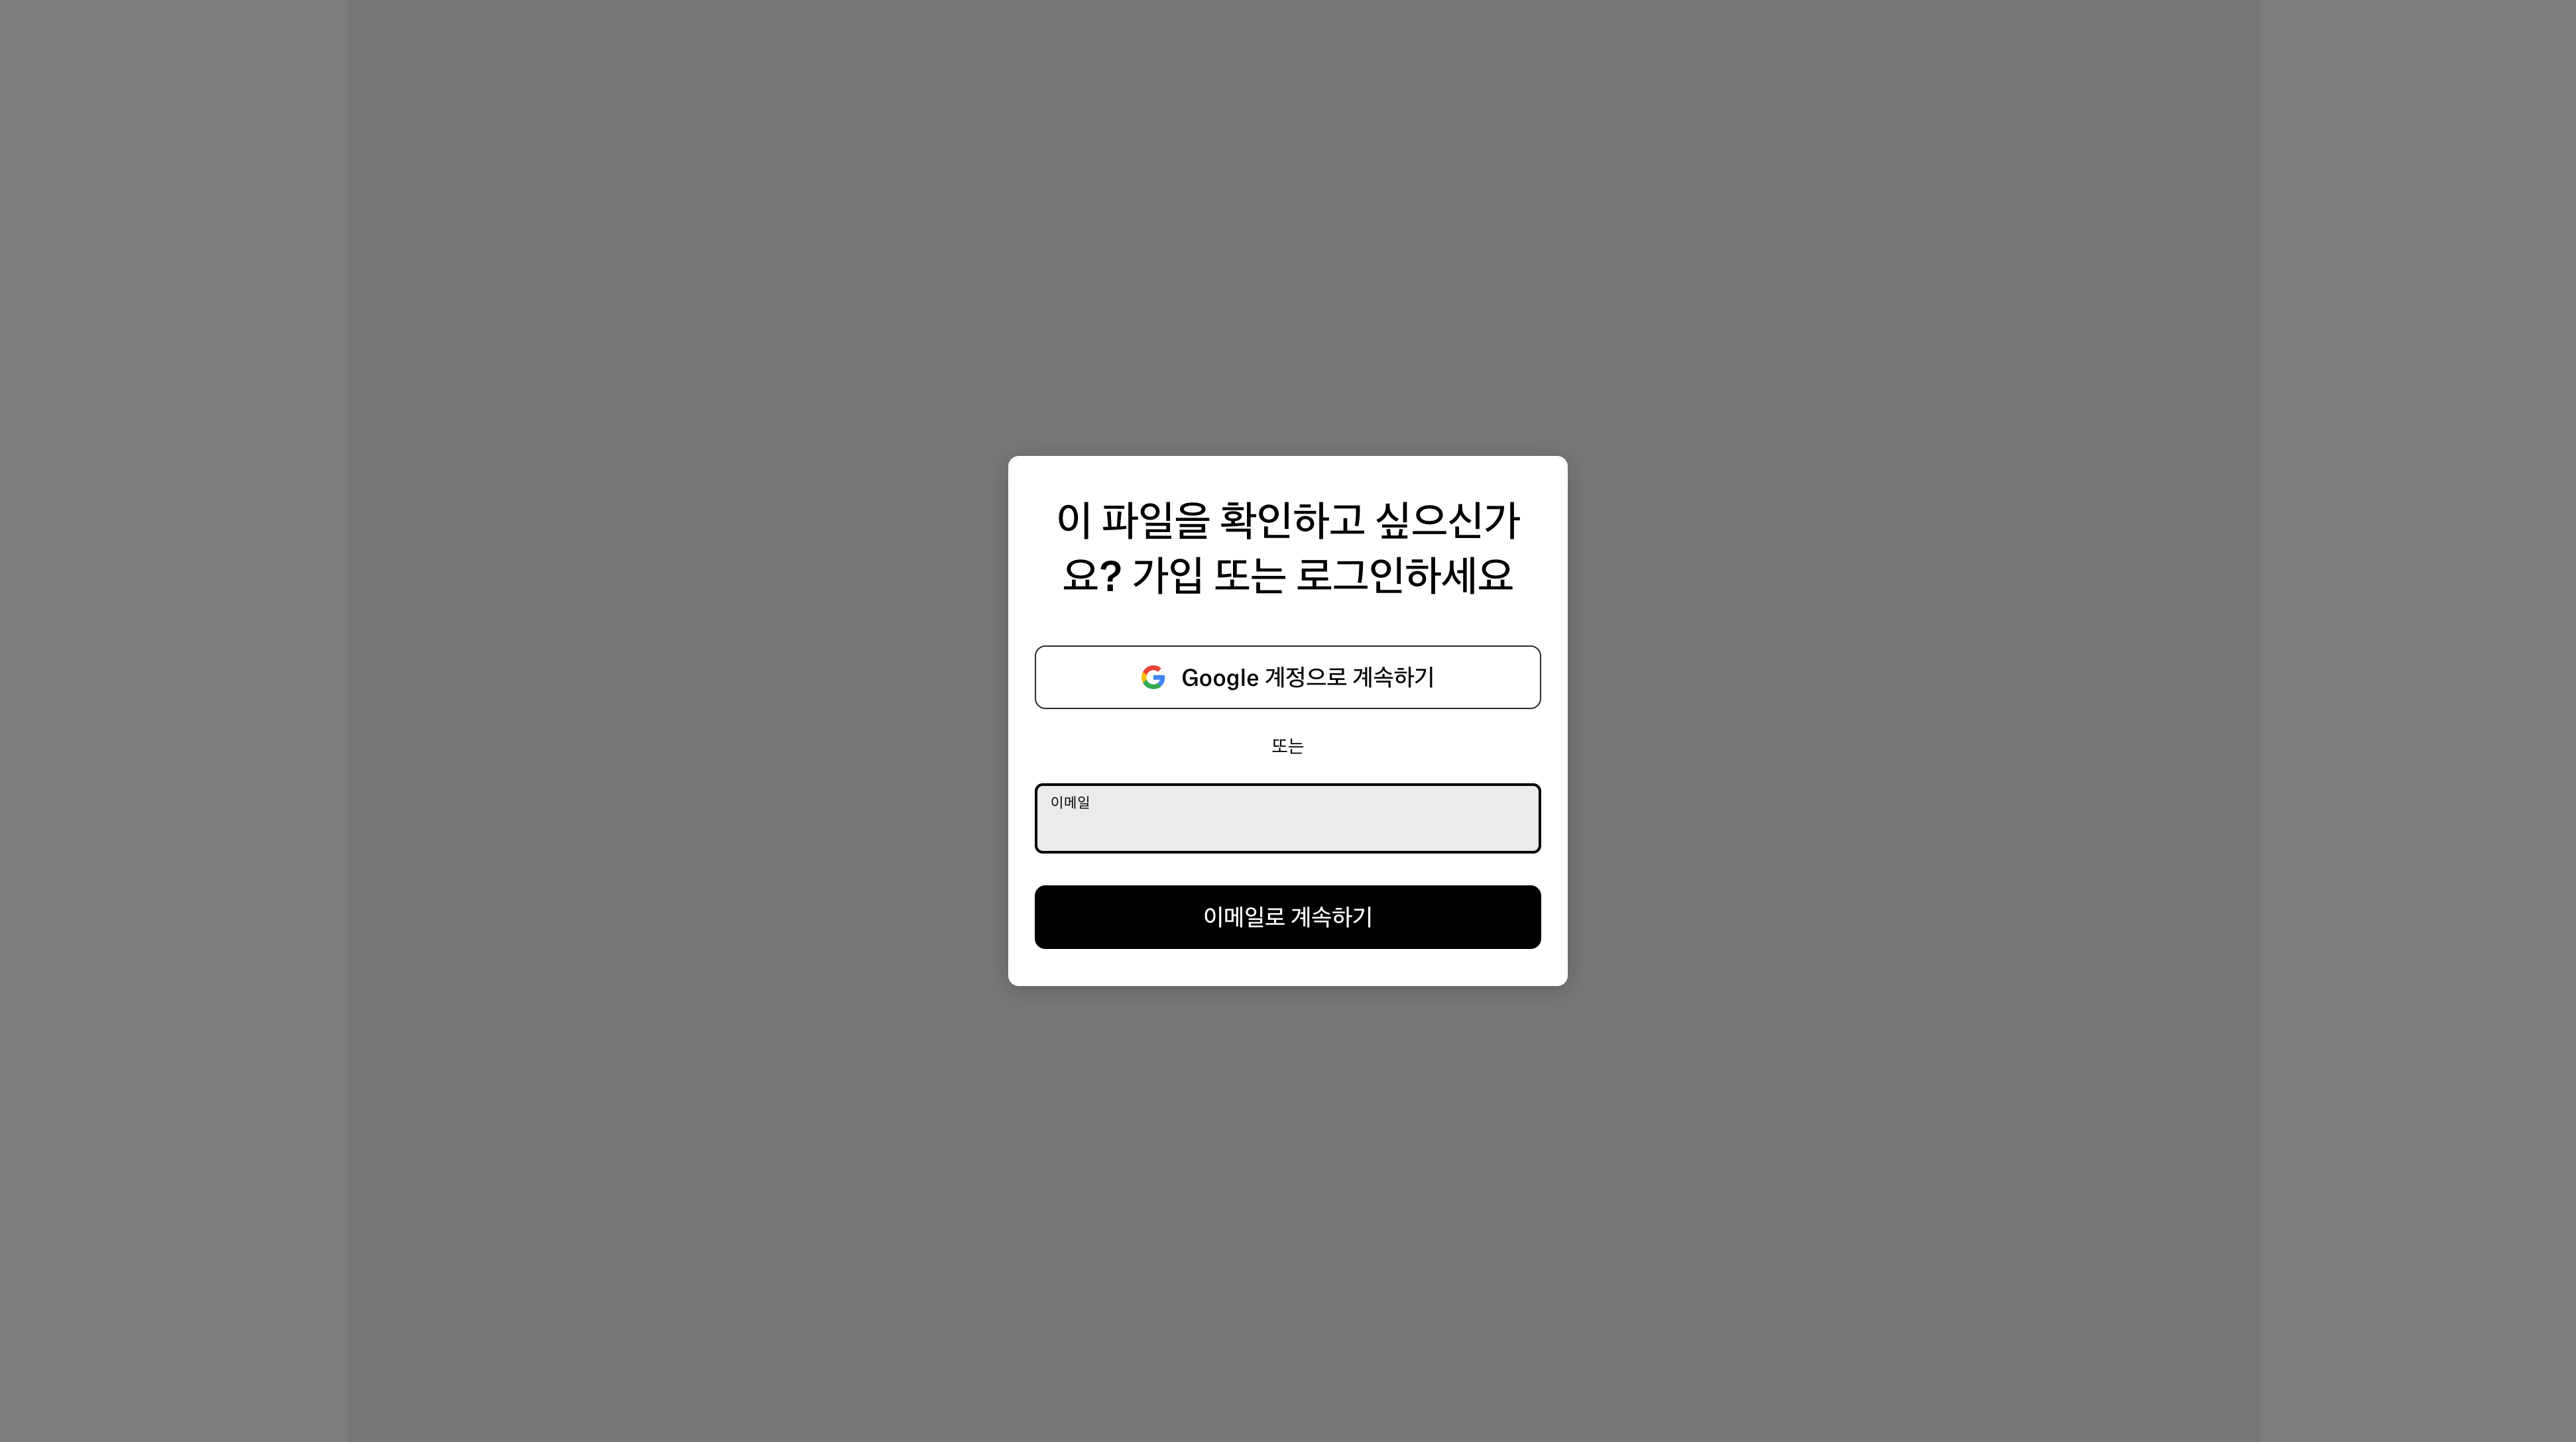 이 파일을 확인하고 싶으신가
요? 가입 또는 로그인하세요
Google 계정으로 계속하기
또는
이메일
이메일로 계속하기